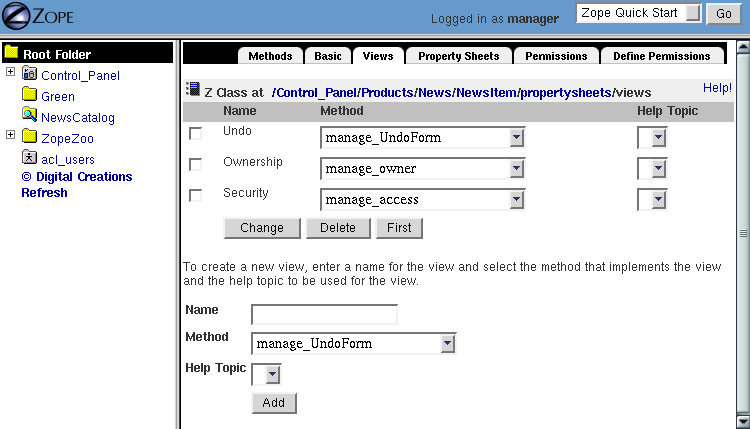 ZOPE
Logged in as manager
Zope Quick Start
Go
Root Folder
Control_Panel
Green
NewsCatalog
ZopeZoo
acl_users
© Digital Creations
Refresh
Methods
Basic
Views
Property Sheets
Permissions
Define Permissions
Z Class at /Control_Panel/Products/News/NewsItem/propertysheets/views
Help!
Name Method Help Topic
Undo manage_UndoForm
Ownership manage_owner
Security manage_access
Change Delete First
To create a new view, enter a name for the view and select the method that implements the view
and the help topic to be used for the view.
Name
Method manage_UndoForm
Help Topic
Add